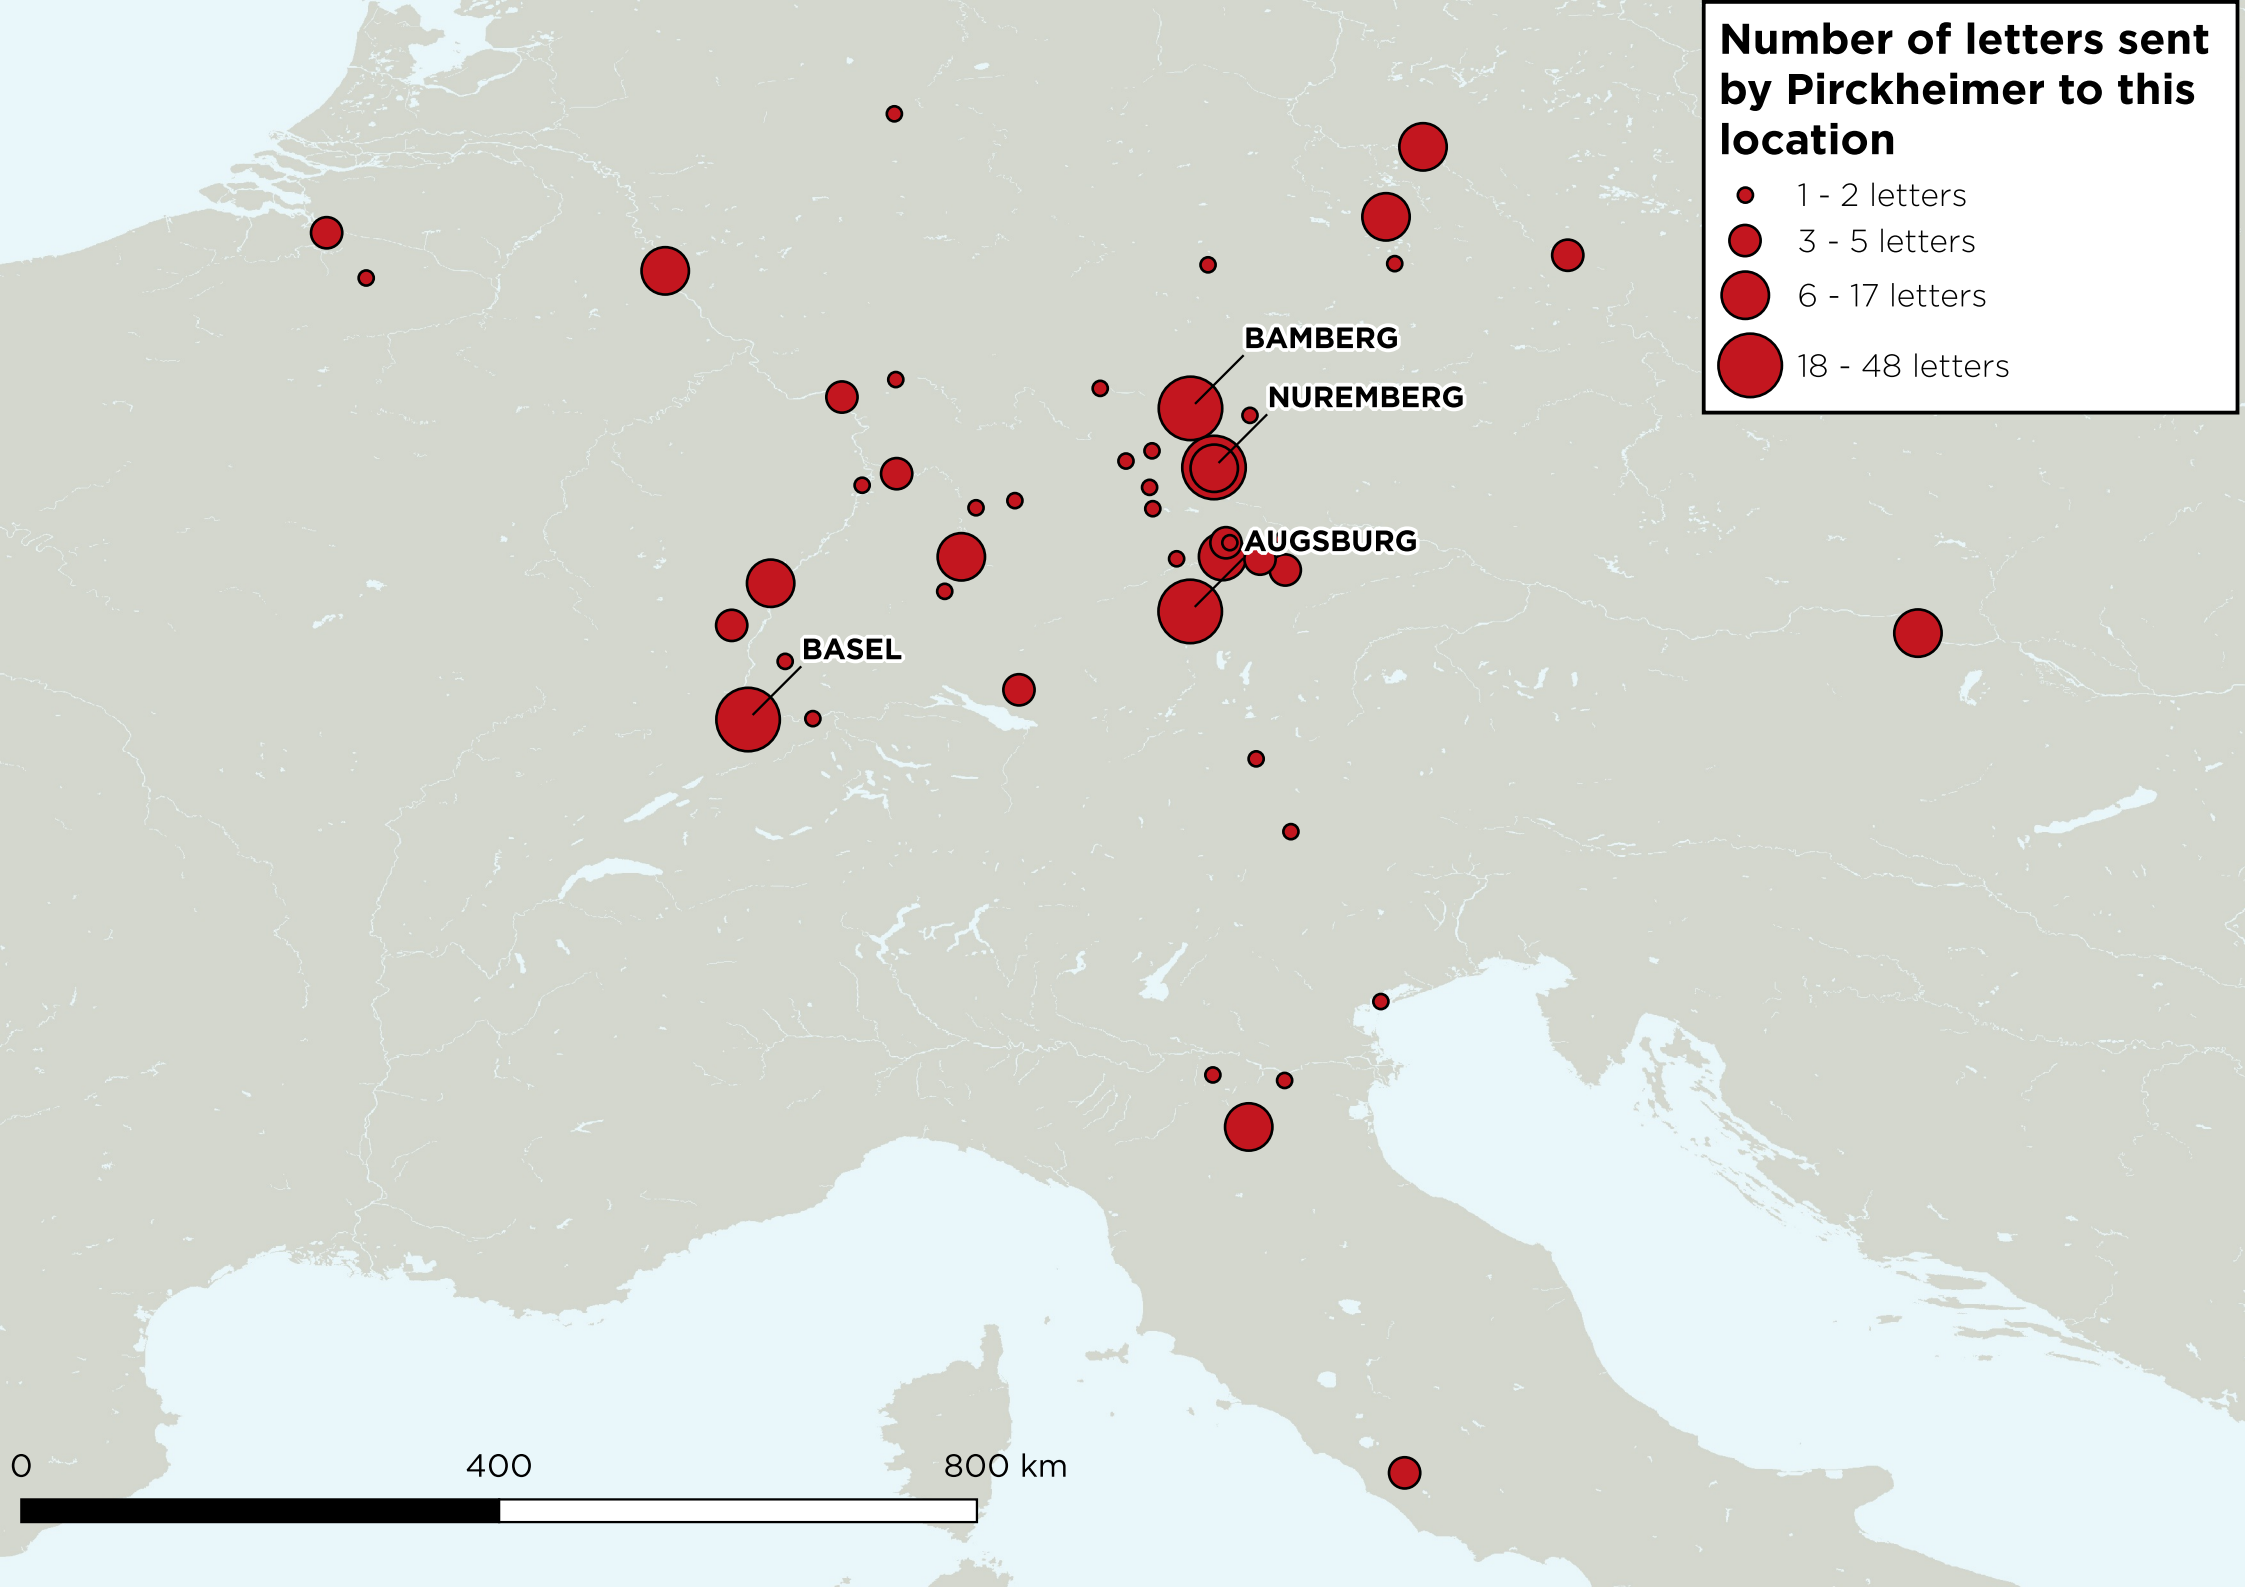 Number of letters sent
by Pirckheimer to this
location
1 - 2 letters
3 - 5 letters
6 - 17 letters
18 - 48 letters
BAMBERG
NUREMBERG
AUGSBURG
BASEL
0 400 800 km